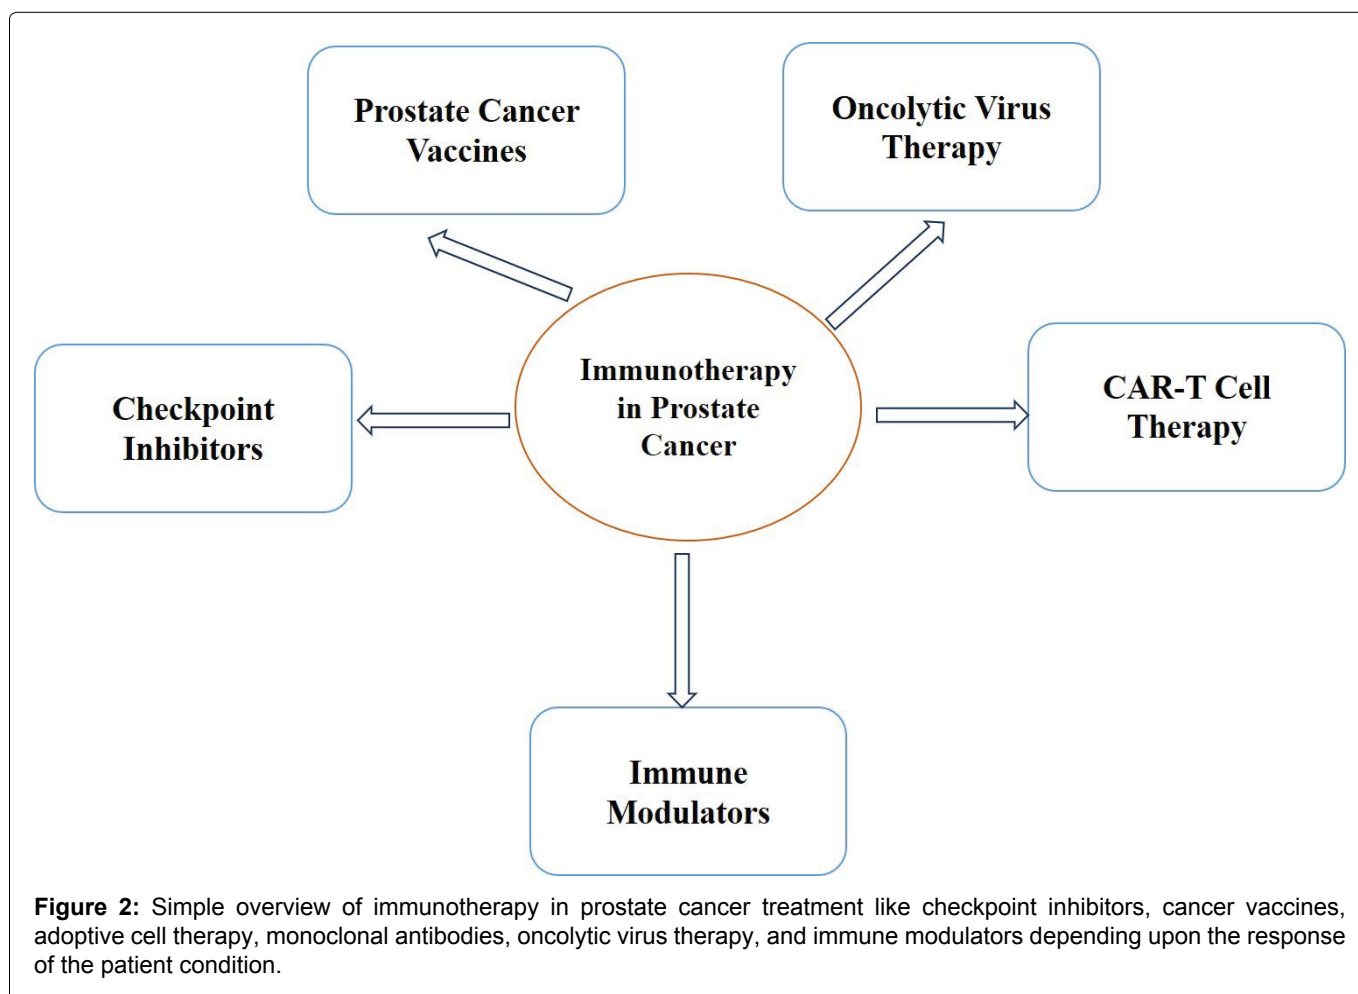 Prostate Cancer
Vaccines
Oncolytic Virus
Therapy
Immunotherapy
in Prostate
Cancer
Checkpoint
Inhibitors
CAR-T Cell
Therapy
Immune
Modulators
Figure 2: Simple overview of immunotherapy in prostate cancer treatment like checkpoint inhibitors, cancer vaccines,
adoptive cell therapy, monoclonal antibodies, oncolytic virus therapy, and immune modulators depending upon the response
of the patient condition.